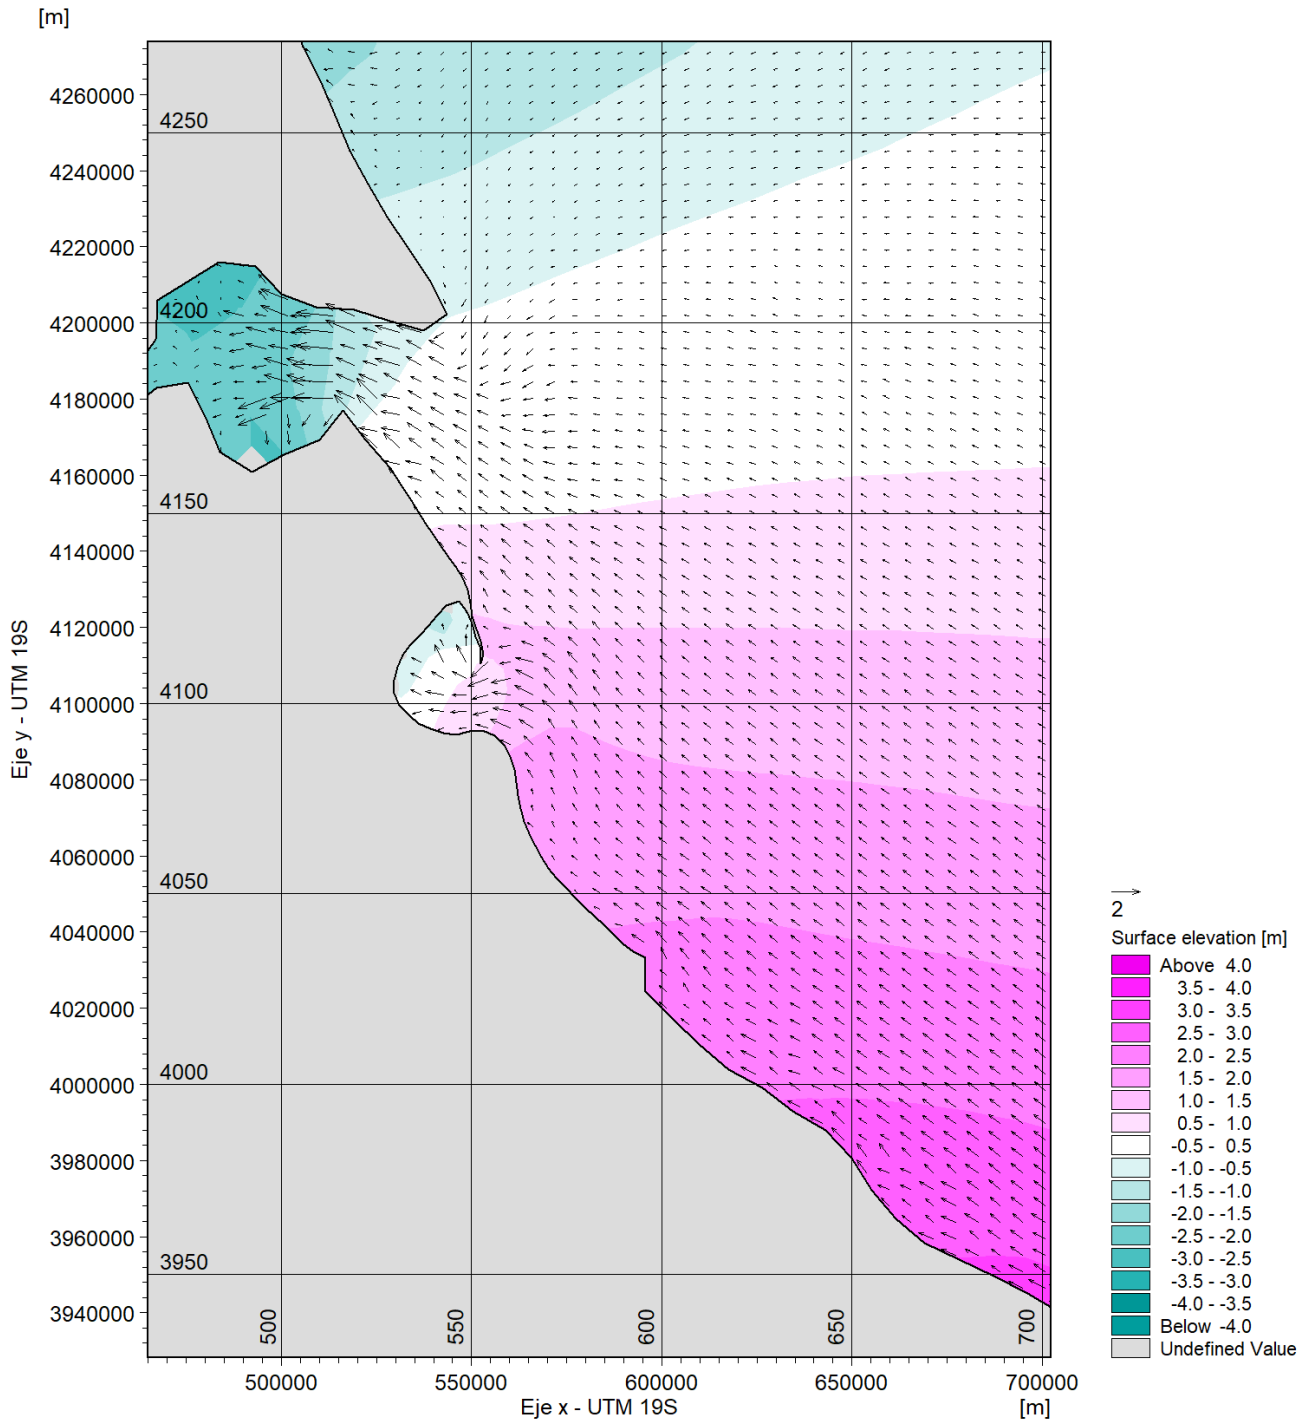 [m]
4260000
4250
4240000
4220000
4200
4200000
4180000
4160000
4150
4140000
4120000
4100
4100000
4080000
4060000
4050
4040000
4020000
4000
4000000
3980000
3960000
3950
3940000
Eje y - UTM 19S
500
550
600
700
500000
550000
600000
650000
700000
Eje x - UTM 19S
[m]
2
Surface elevation [m]
Above 4.0
3.5 - 4.0
3.0 - 3.5
2.5 - 3.0
2.0 - 2.5
1.5 - 2.0
1.0 - 1.5
0.5 - 1.0
-0.5 - 0.5
-1.0 - -0.5
-1.5 - -1.0
-2.0 - -1.5
-2.5 - -2.0
-3.0 - -2.5
-3.5 - -3.0
-4.0 - -3.5
Below -4.0
Undefined Value